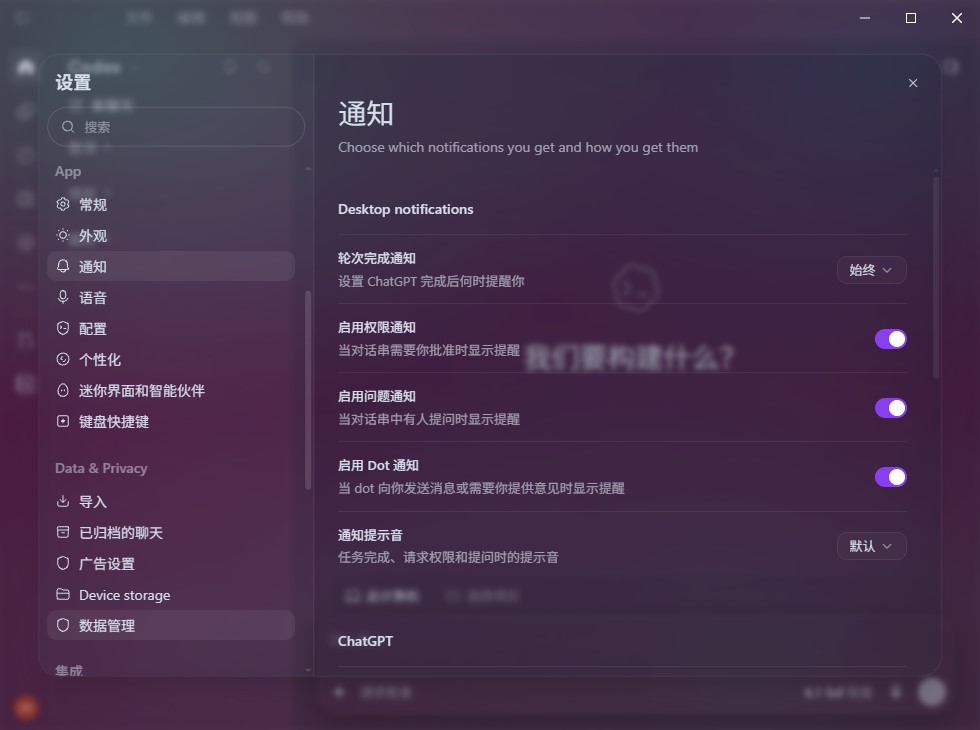 Codex
设置
搜索
App
常规
外观
通知
语音
配置
个性化
迷你界面和智能伙伴
键盘快捷键
Data & Privacy
导入
已归档的聊天
广告设置
Device storage
数据管理
集成
通知
Choose which notifications you get and how you get them
Desktop notifications
轮次完成通知
设置 ChatGPT 完成后何时提醒你
始终
启用权限通知
当对话串需要你批准时显示提醒
我们要构建什么？
启用问题通知
当对话串中有人提问时显示提醒
启用 Dot 通知
当 dot 向你发送消息或需要你提供意见时显示提醒
通知提示音
任务完成、请求权限和提问时的提示音
默认
ChatGPT